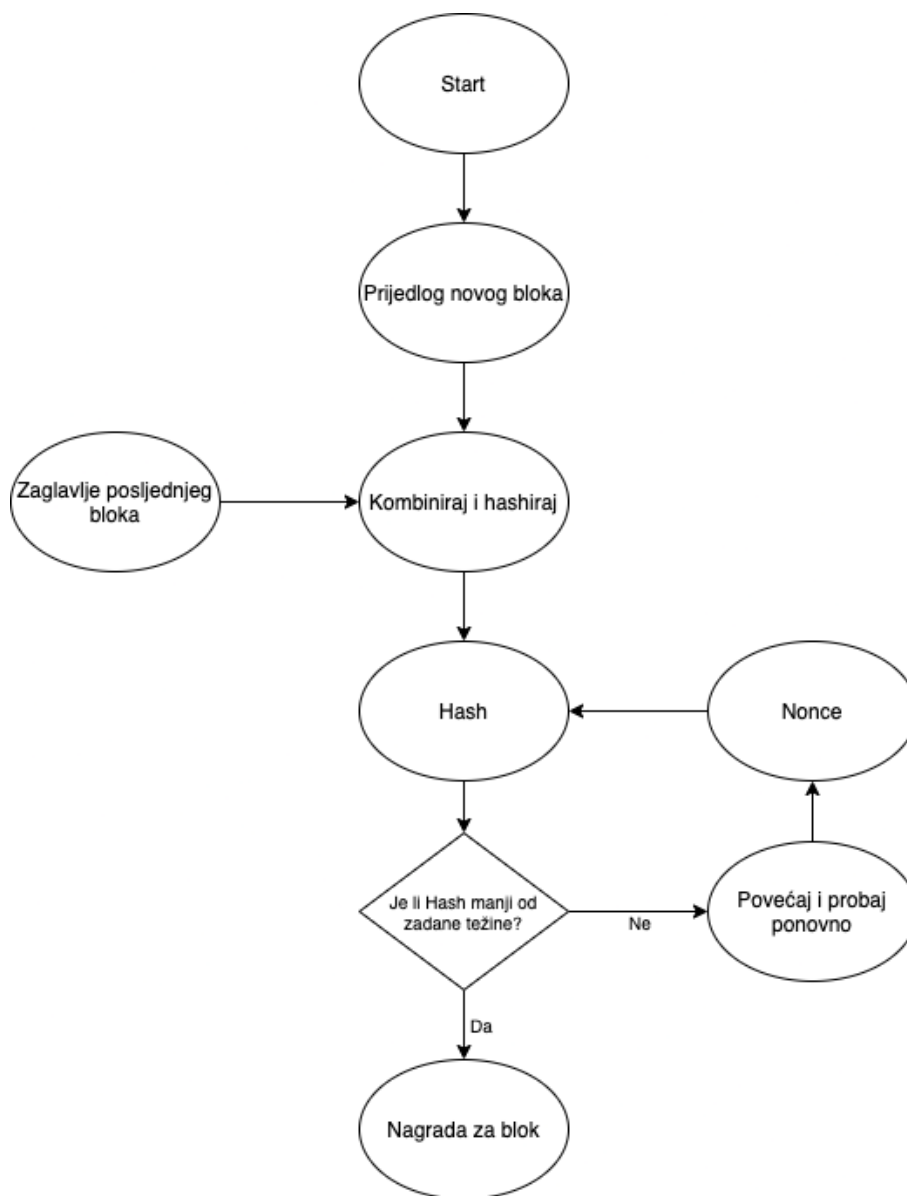 Start
Prijedlog novog bloka
Zaglavlje posljednjeg
bloka
Kombiniraj i hashiraj
Hash
Nonce
Je li Hash manji od
zadane težine?
Ne
Povećaj i probaj
ponovno
Da
Nagrada za blok